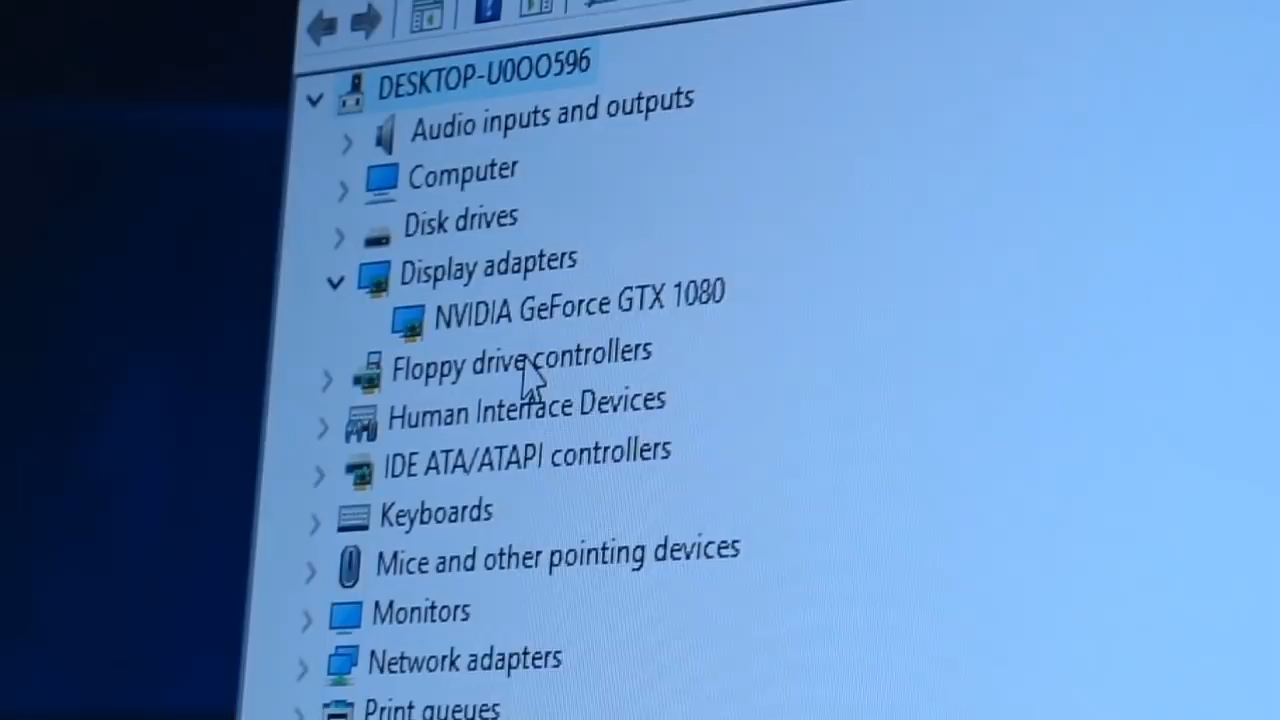 DESKTOP-U0OO596
Audio inputs and outputs
Computer
Disk drives
Display adapters
NVIDIA GeForce GTX 1080
Floppy drive controllers
Human Interface Devices
IDE ATA/ATAPI controllers
Keyboards
Mice and other pointing devices
Monitors
Network adapters
Print queues